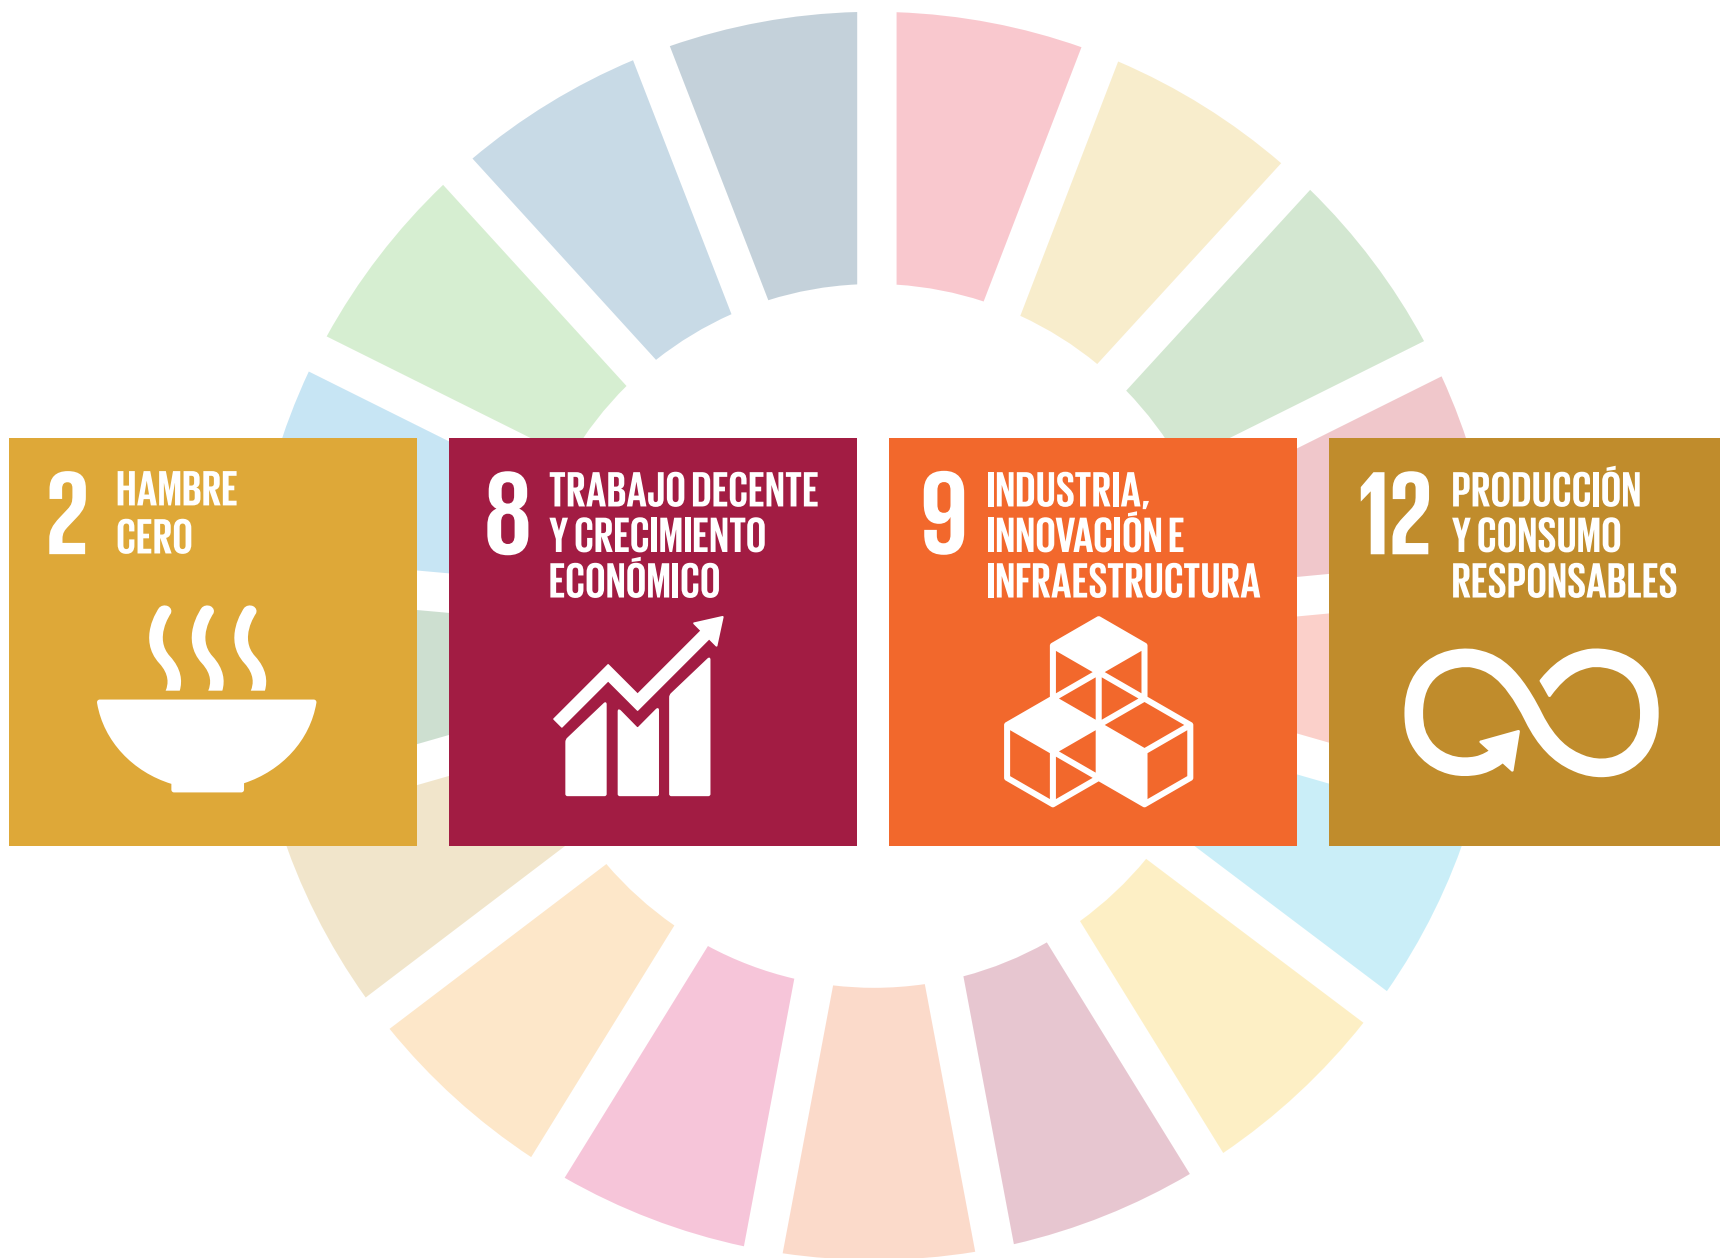 2 HAMBRE
CERO
8 TRABAJO DECENTE
Y CRECIMIENTO
ECONÓMICO
9 INDUSTRIA,
INNOVACIÓN E
INFRAESTRUCTURA
12 PRODUCCIÓN
Y CONSUMO
RESPONSABLES